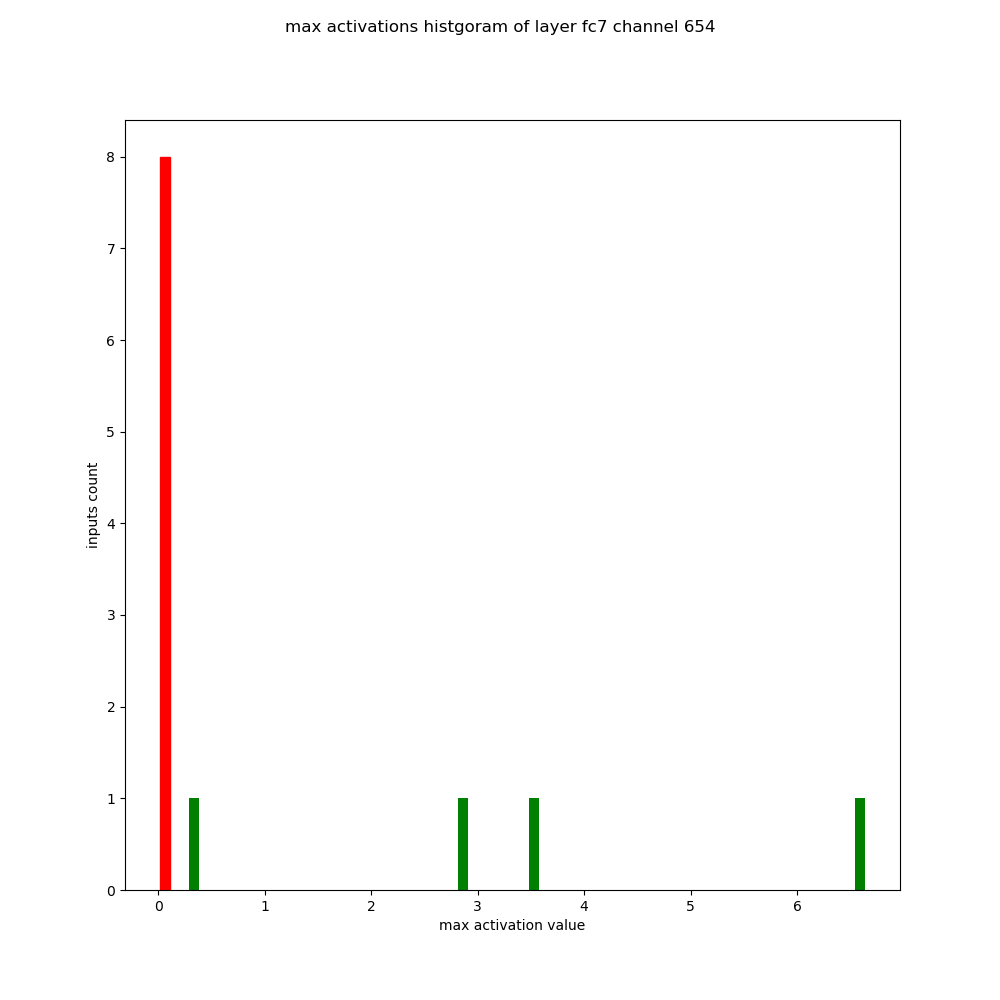 max activations histgoram of layer fc7 channel 654
8
7
6
5
4
3
2
1
0
inputs count
0 1 2 3 4 5 6
max activation value